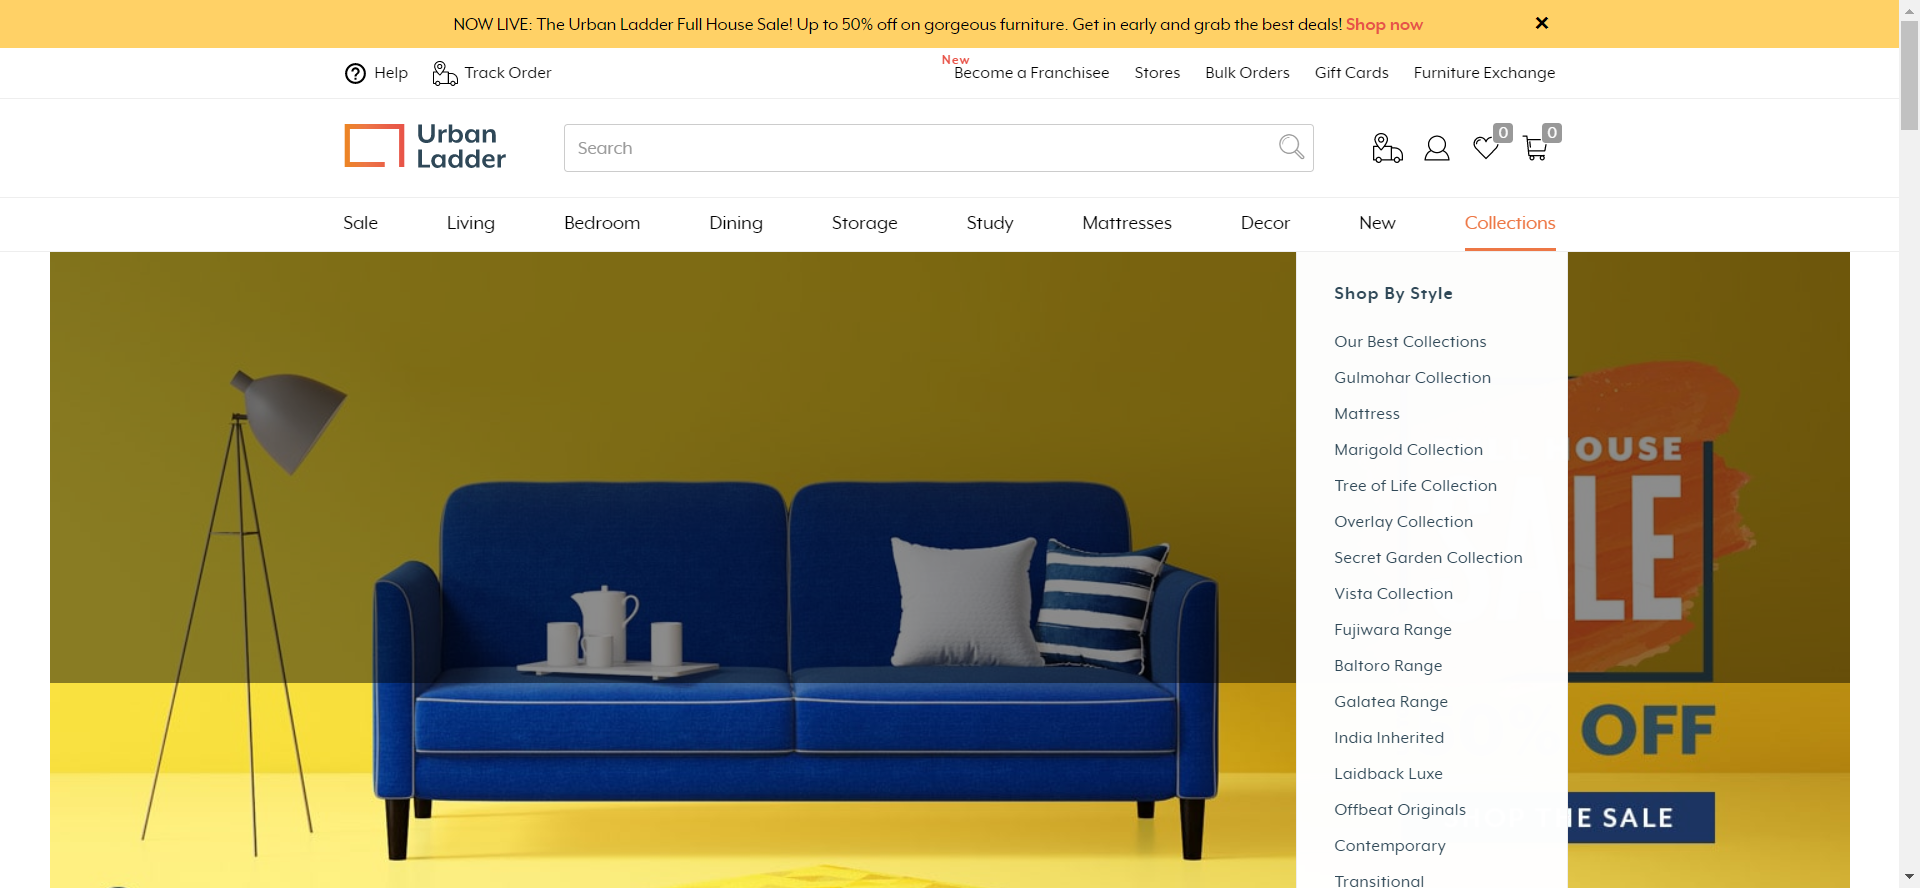 NOW LIVE: The Urban Ladder Full House Sale! Up to 50% off on gorgeous furniture. Get in early and grab the best deals! Shop now
Help
Track Order
New
Become a Franchisee
Stores
Bulk Orders
Gift Cards
Furniture Exchange
Urban
Ladder
Search
0
0
Sale
Living
Bedroom
Dining
Storage
Study
Mattresses
Decor
New
Collections
Shop By Style
Our Best Collections
Gulmohar Collection
Mattress
Marigold Collection
Tree of Life Collection
Overlay Collection
Secret Garden Collection
Vista Collection
Fujiwara Range
Baltoro Range
Galatea Range
India Inherited
Laidback Luxe
Offbeat Originals
Contemporary
Transitional
OUSE
ALE
OFF
E SALE